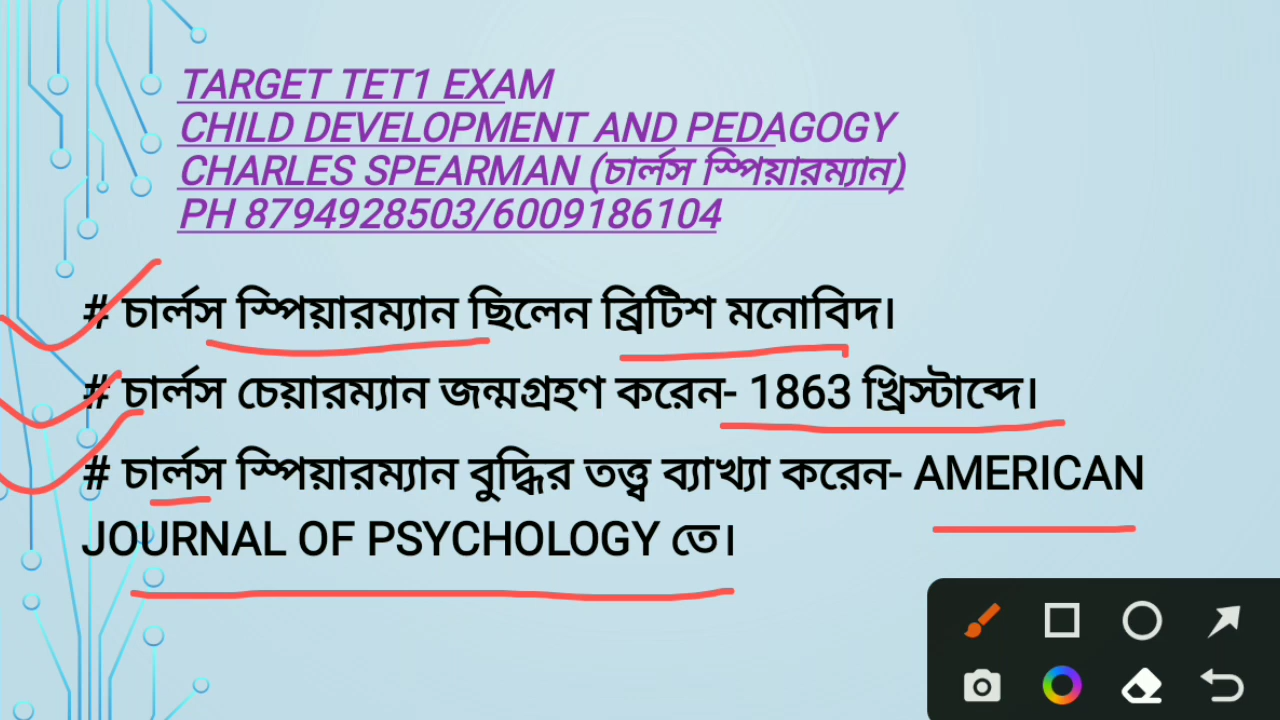 TARGET TET1 EXAM
CHILD DEVELOPMENT AND PEDAGOGY
CHARLES SPEARMAN (চার্লস স্পিয়ারম্যান)
PH 8794928503/6009186104
# চার্লস স্পিয়ারম্যান ছিলেন ব্রিটিশ মনোবিদ।
# চার্লস চেয়ারম্যান জন্মগ্রহণ করেন- 1863 খ্রিস্টাব্দে।
# চার্লস স্পিয়ারম্যান বুদ্ধির তত্ত্ব ব্যাখ্যা করেন- AMERICAN
JOURNAL OF PSYCHOLOGY তে।